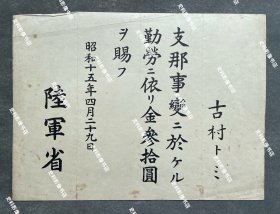 古村トミ
支那事變ニ於ケル
勤勞ニ依リ金參拾圓
ヲ賜フ
昭和十五年四月二十九日
陸軍省